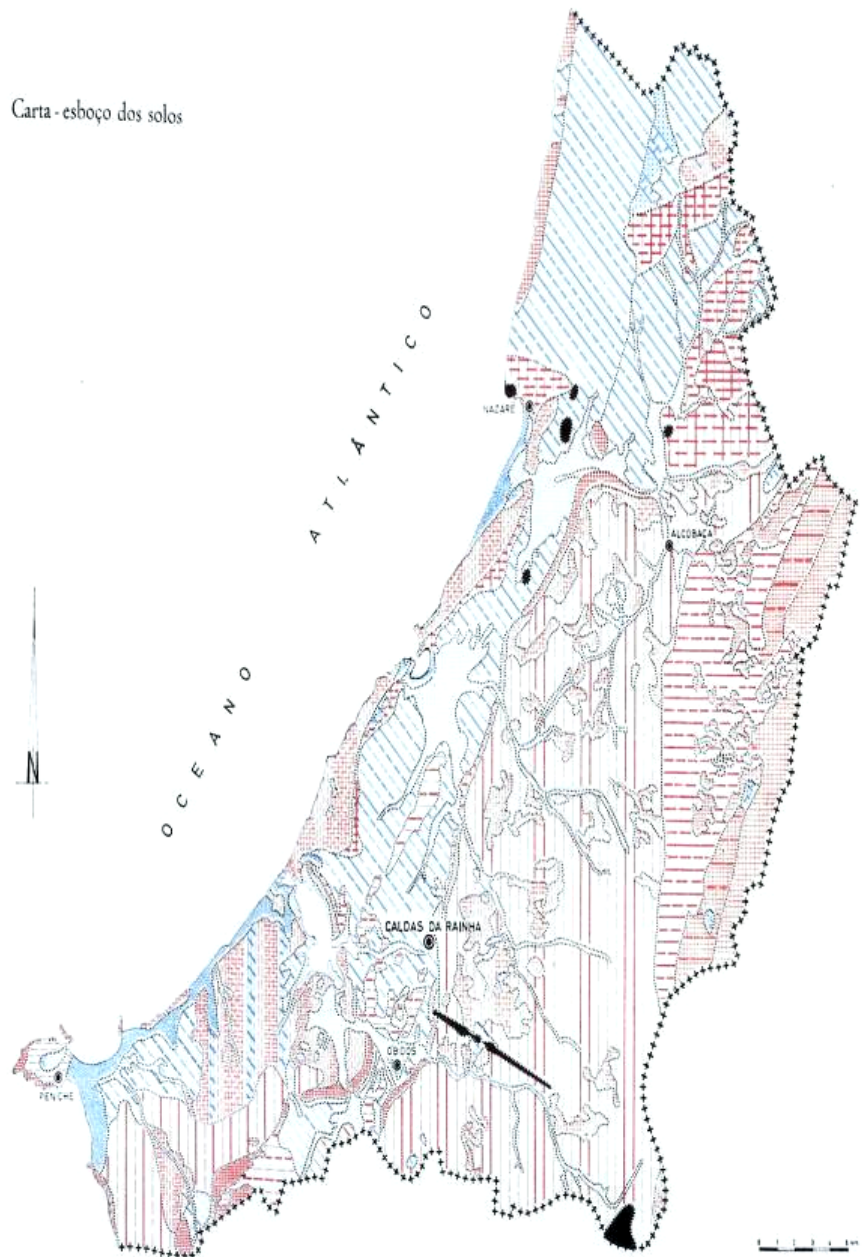 Carta - esboço dos solos
OCEANO ATLÂNTICO
NAZARÉ
ALCOBAÇA
N
CALDAS DA RAINHA
ÓBIDOS
PENICHE